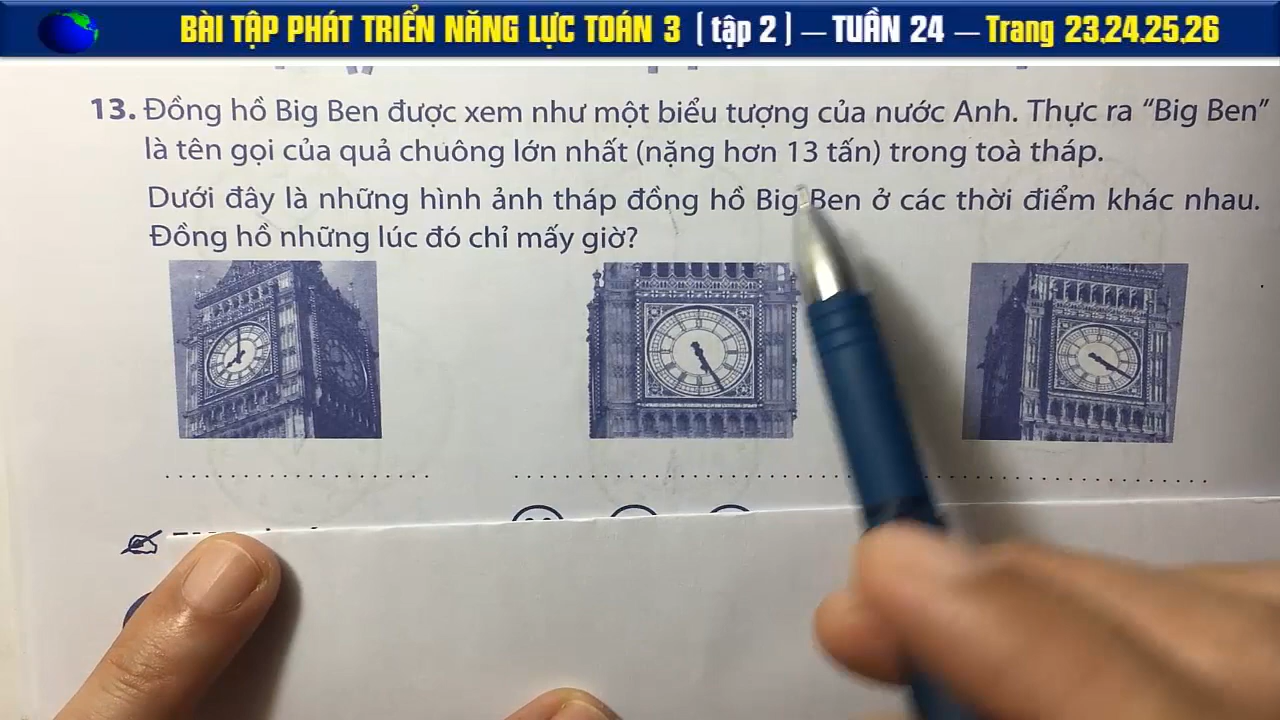 BÀI TẬP PHÁT TRIỂN NĂNG LỰC TOÁN 3 ( tập 2 ) – TUẦN 24 – Trang 23,24,25,26
13. Đồng hồ Big Ben được xem như một biểu tượng của nước Anh. Thực ra “Big Ben”
là tên gọi của quả chuông lớn nhất (nặng hơn 13 tấn) trong toà tháp.
Dưới đây là những hình ảnh tháp đồng hồ Big Ben ở các thời điểm khác nhau.
Đồng hồ những lúc đó chỉ mấy giờ?